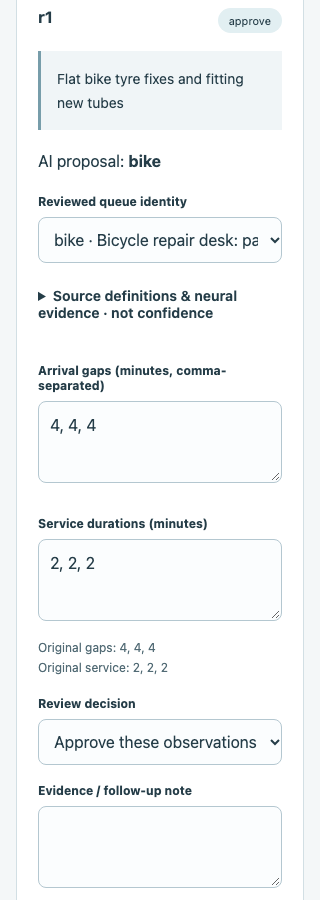 r1
approve
Flat bike tyre fixes and fitting
new tubes
AI proposal: bike
Reviewed queue identity
bike · Bicycle repair desk: pa
Source definitions & neural
evidence · not confidence
Arrival gaps (minutes, comma-
separated)
4, 4, 4
Service durations (minutes)
2, 2, 2
Original gaps: 4, 4, 4
Original service: 2, 2, 2
Review decision
Approve these observations
Evidence / follow-up note